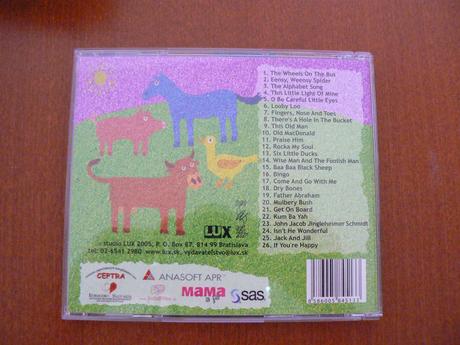 1. The Wheels On The Bus
2. Eensy, Weensy Spider
3. The Alphabet Song
4. This Little Light Of Mine
5. O Be Careful Little Eyes
6. Looby Loo
7. Fingers, Nose And Toes
8. There's A Hole In The Bucket
9. This Old Man
10. Old MacDonald
11. Praise Him
12. Rocka My Soul
13. Six Little Ducks
14. Wise Man And The Foolish Man
15. Baa Baa Black Sheep
16. Bingo
17. Come And Go With Me
18. Dry Bones
19. Father Abraham
20. Mulbery Bush
21. Get On Board
22. Kum Ba Yah
23. John Jacob Jingleheimer Schmidt
24. Isn't He Wonderful
25. Jack And Jill
26. If You're Happy
LUX
studio LUX 2005, P. O. Box 87, 814 99 Bratislava
tel: 02-6541 2980 www.lux.sk, vydavatelstvo@lux.sk
CEPTRA
ANASOFT APR
MAMA
a ja
sas
8586005845121